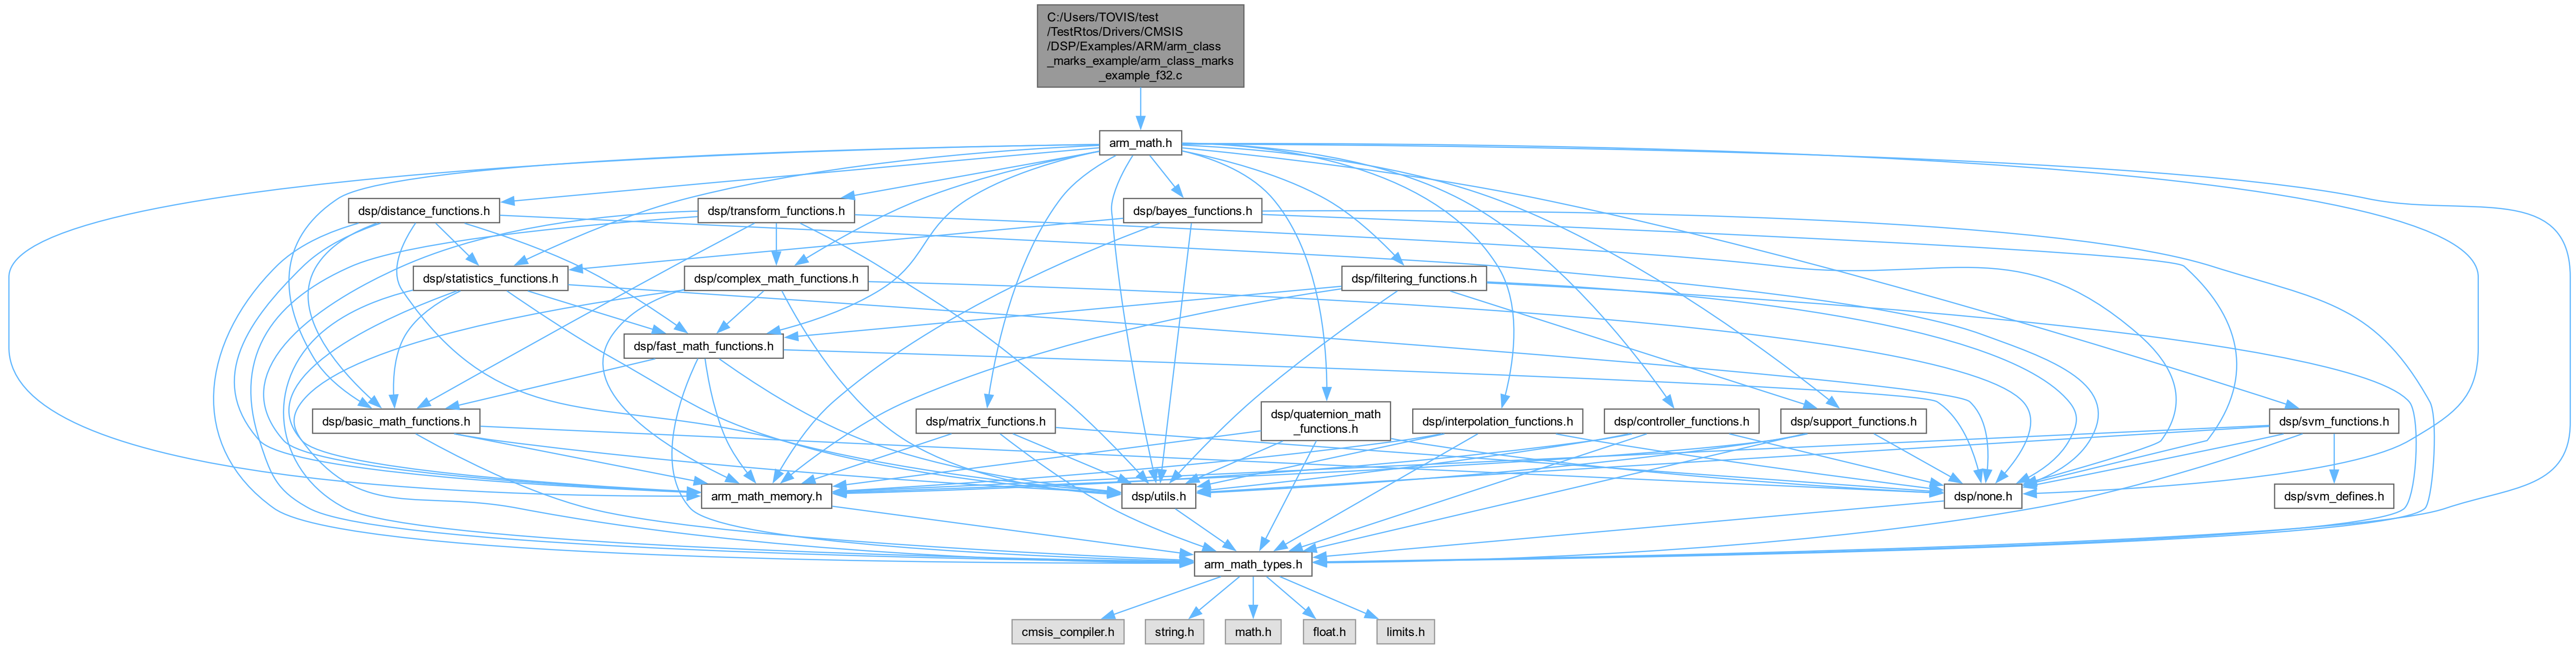 C:/Users/TOVIS/test
/TestRtos/Drivers/CMSIS
/DSP/Examples/ARM/arm_class
_marks_example/arm_class_marks
_example_f32.c
arm_math.h
dsp/distance_functions.h
dsp/transform_functions.h
dsp/bayes_functions.h
dsp/statistics_functions.h
dsp/complex_math_functions.h
dsp/filtering_functions.h
dsp/fast_math_functions.h
dsp/basic_math_functions.h
dsp/matrix_functions.h
dsp/quaternion_math
_functions.h
dsp/interpolation_functions.h
dsp/controller_functions.h
dsp/support_functions.h
dsp/svm_functions.h
arm_math_memory.h
dsp/utils.h
dsp/none.h
dsp/svm_defines.h
arm_math_types.h
cmsis_compiler.h
string.h
math.h
float.h
limits.h